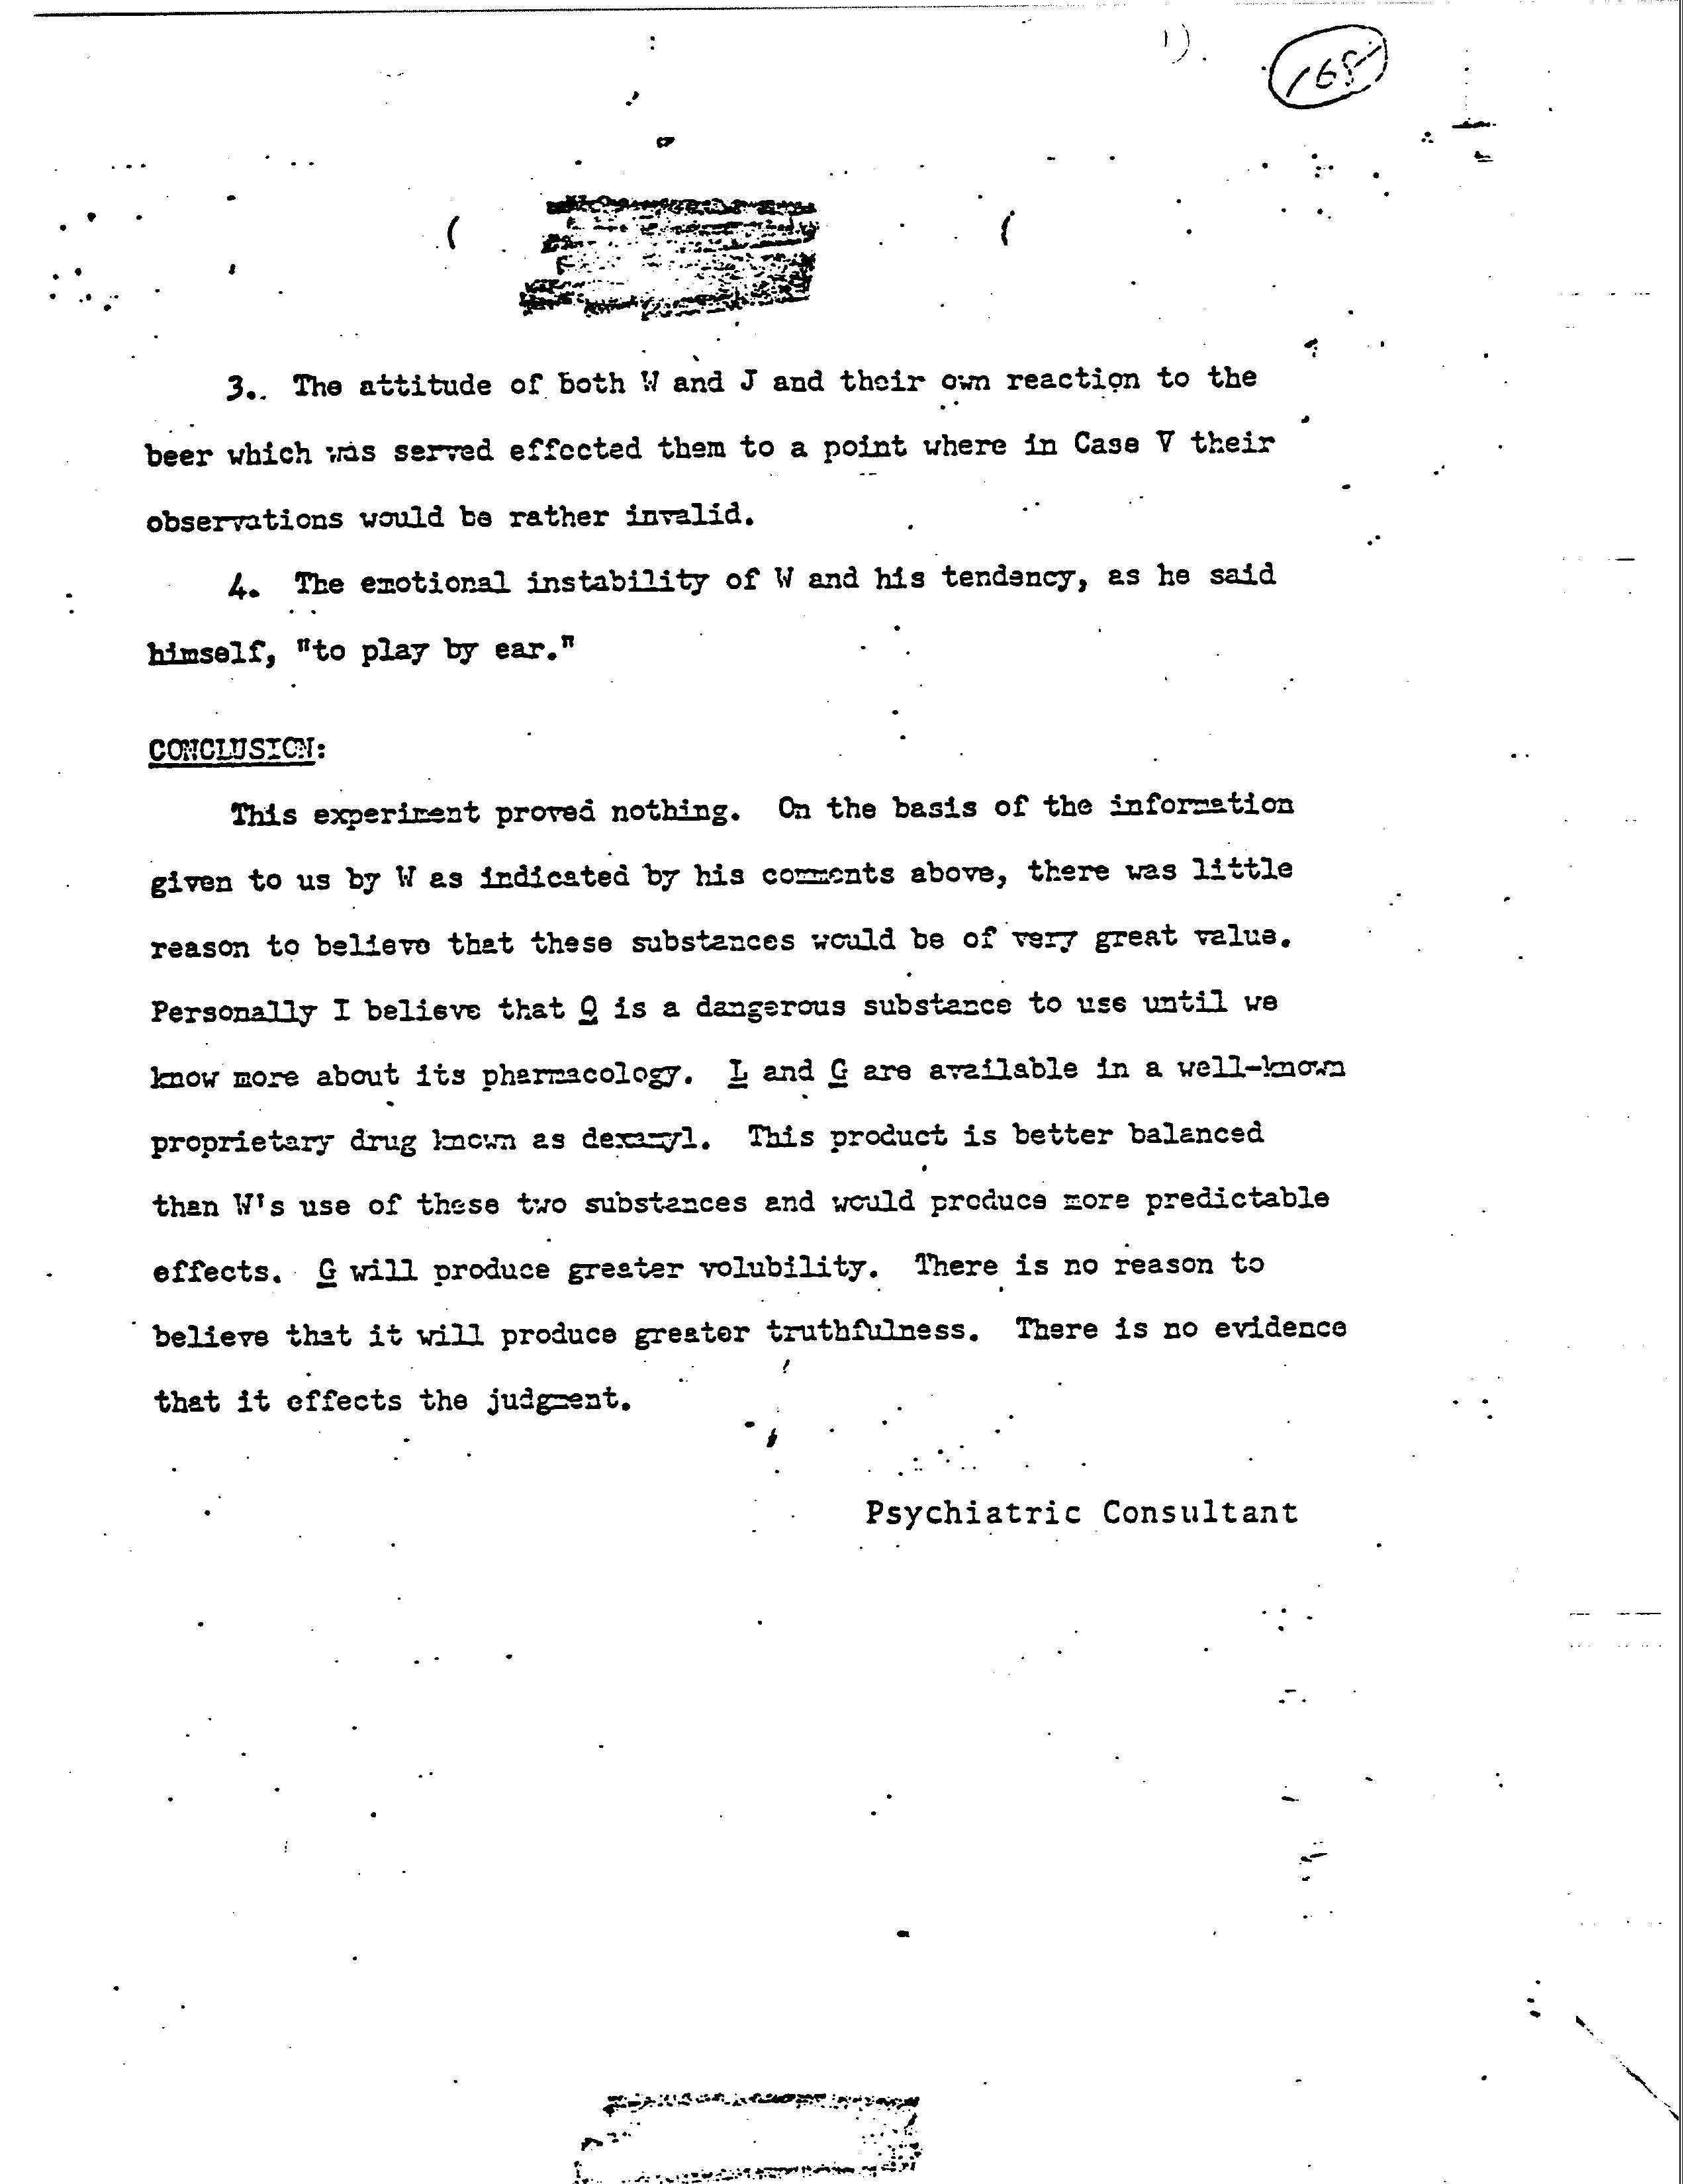 168
3. The attitude of both W and J and their own reaction to the
beer which was served effected them to a point where in Case V their
observations would be rather invalid.
4. The emotional instability of W and his tendency, as he said
himself, "to play by ear."
CONCLUSION:
This experiment proved nothing. On the basis of the information
given to us by W as indicated by his comments above, there was little
reason to believe that these substances would be of very great value.
Personally I believe that Q is a dangerous substance to use until we
know more about its pharmacology. L and G are available in a well-known
proprietary drug known as dexamyl. This product is better balanced
than W's use of these two substances and would produce more predictable
effects. G will produce greater volubility. There is no reason to
believe that it will produce greater truthfulness. There is no evidence
that it effects the judgment.
Psychiatric Consultant